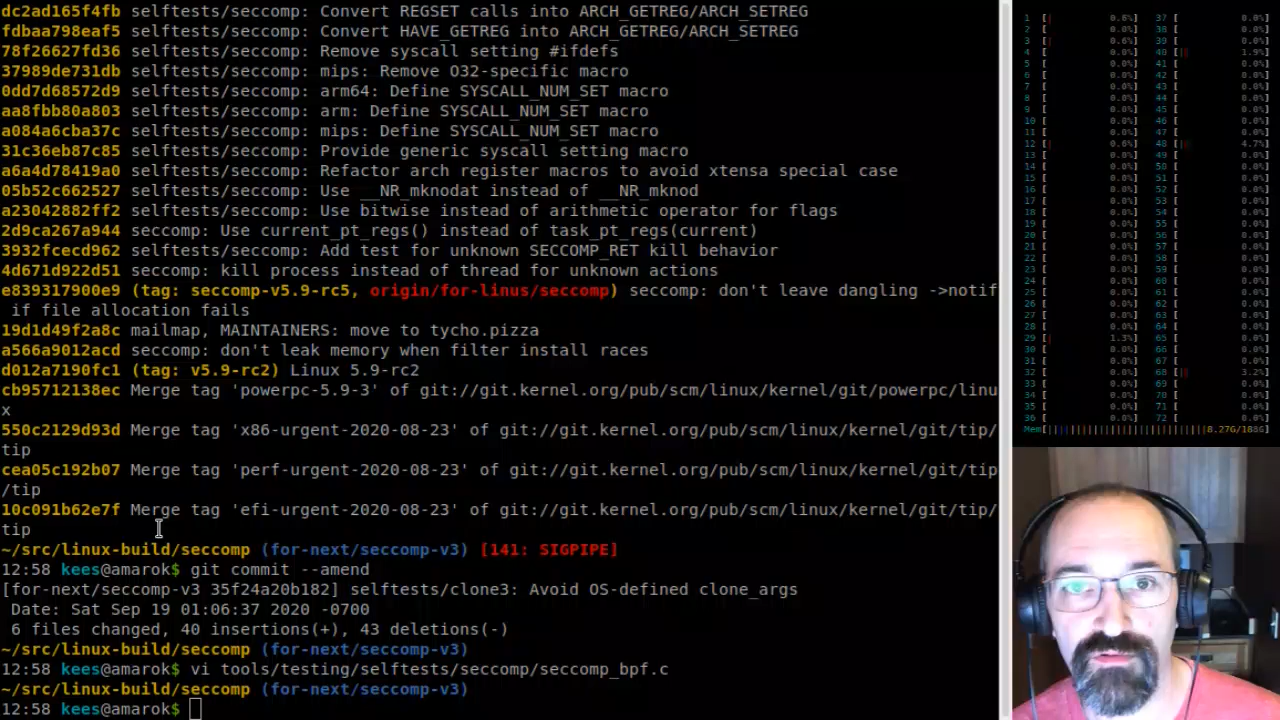 dc2ad165f4fb selftests/seccomp: Convert REGSET calls into ARCH_GETREG/ARCH_SETREG
fdbaa798eaf5 selftests/seccomp: Convert HAVE_GETREG into ARCH_GETREG/ARCH_SETREG
78f26627fd36 selftests/seccomp: Remove syscall setting #ifdefs
37989de731db selftests/seccomp: mips: Remove O32-specific macro
0dd7d68572d9 selftests/seccomp: arm64: Define SYSCALL_NUM_SET macro
aa8fbb80a803 selftests/seccomp: arm: Define SYSCALL_NUM_SET macro
a084a6cba37c selftests/seccomp: mips: Define SYSCALL_NUM_SET macro
31c36eb87c85 selftests/seccomp: Provide generic syscall setting macro
a6a4d78419a0 selftests/seccomp: Refactor arch register macros to avoid xtensa special case
05b52c662527 selftests/seccomp: Use __NR_mknodat instead of __NR_mknod
a23042882ff2 selftests/seccomp: Use bitwise instead of arithmetic operator for flags
2d9ca267a944 seccomp: Use current_pt_regs() instead of task_pt_regs(current)
3932fcecd962 selftests/seccomp: Add test for unknown SECCOMP_RET kill behavior
4d671d922d51 seccomp: kill process instead of thread for unknown actions
e839317900e9 (tag: seccomp-v5.9-rc5, origin/for-linus/seccomp) seccomp: don't leave dangling ->notif
if file allocation fails
19d1d49f2a8c mailmap, MAINTAINERS: move to tycho.pizza
a566a9012acd seccomp: don't leak memory when filter install races
d012a7190fc1 (tag: v5.9-rc2) Linux 5.9-rc2
cb95712138ec Merge tag 'powerpc-5.9-3' of git://git.kernel.org/pub/scm/linux/kernel/git/powerpc/linu
x
550c2129d93d Merge tag 'x86-urgent-2020-08-23' of git://git.kernel.org/pub/scm/linux/kernel/git/tip/
tip
cea05c192b07 Merge tag 'perf-urgent-2020-08-23' of git://git.kernel.org/pub/scm/linux/kernel/git/tip
/tip
10c091b62e7f Merge tag 'efi-urgent-2020-08-23' of git://git.kernel.org/pub/scm/linux/kernel/git/tip/
tip
~/src/linux-build/seccomp (for-next/seccomp-v3) [141: SIGPIPE]
12:58 kees@amarok$ git commit --amend
[for-next/seccomp-v3 35f24a20b182] selftests/clone3: Avoid OS-defined clone_args
Date: Sat Sep 19 01:06:37 2020 -0700
6 files changed, 40 insertions(+), 43 deletions(-)
~/src/linux-build/seccomp (for-next/seccomp-v3)
12:58 kees@amarok$ vi tools/testing/selftests/seccomp/seccomp_bpf.c
~/src/linux-build/seccomp (for-next/seccomp-v3)
12:58 kees@amarok$